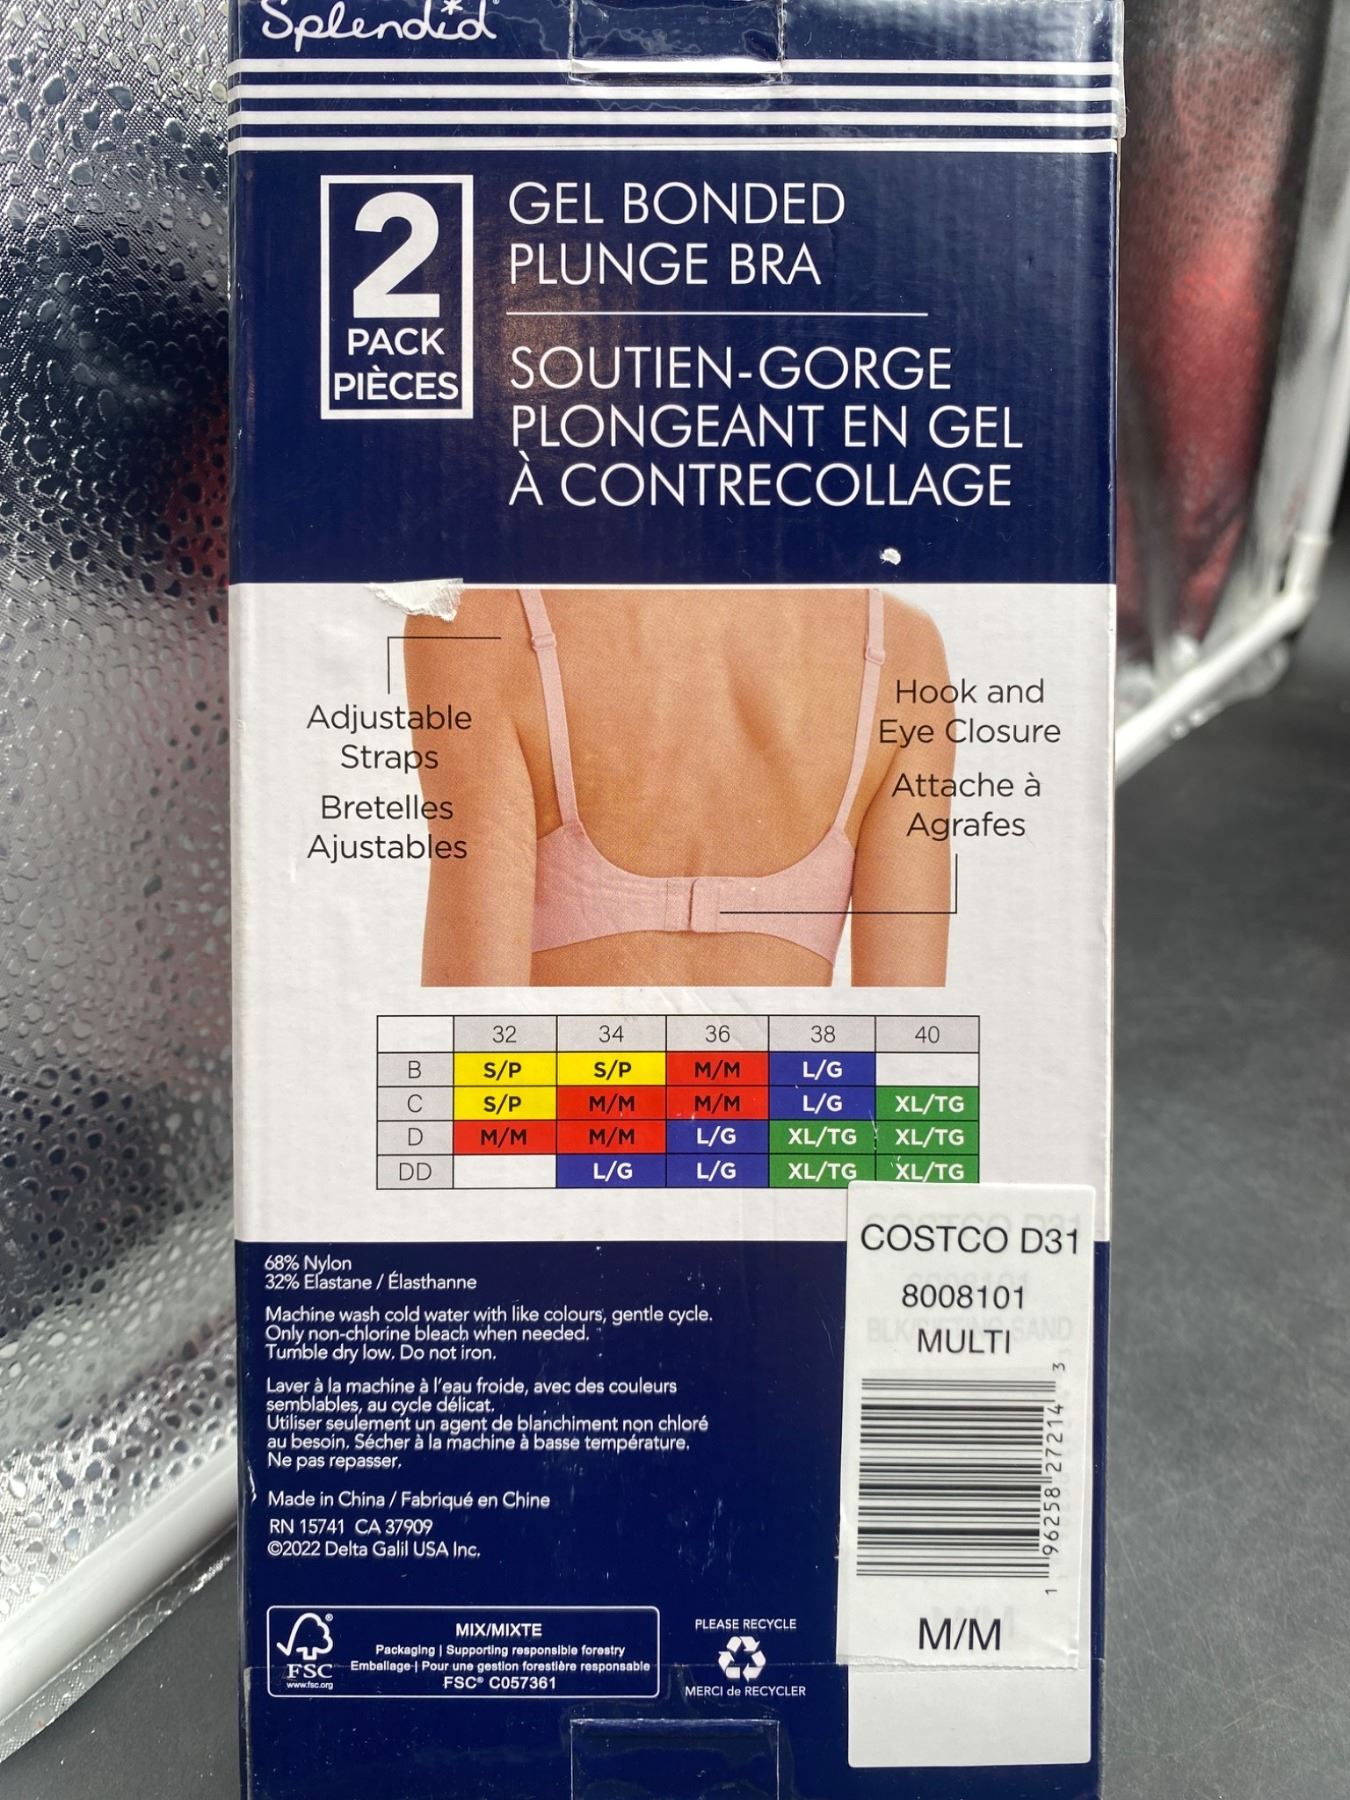 Splendid
2
PACK
PIÈCES
GEL BONDED
PLUNGE BRA
SOUTIEN-GORGE
PLONGEANT EN GEL
À CONTRECOLLAGE
Adjustable
Straps
Bretelles
Ajustables
Hook and
Eye Closure
Attache à
Agrafes
32 34 36 38 40
B S/P S/P M/M L/G
C S/P M/M M/M L/G XL/TG
D M/M M/M L/G XL/TG XL/TG
DD L/G L/G XL/TG XL/TG
68% Nylon
32% Elastane / Élasthanne
Machine wash cold water with like colours, gentle cycle.
Only non-chlorine bleach when needed.
Tumble dry low. Do not iron.
Laver à la machine à l'eau froide, avec des couleurs
semblables, au cycle délicat.
Utiliser seulement un agent de blanchiment non chloré
au besoin. Sécher à la machine à basse température.
Ne pas repasser.
Made in China / Fabriqué en Chine
RN 15741 CA 37909
©2022 Delta Galil USA Inc.
FSC®
www.fsc.org
MIX/MIXTE
Packaging | Supporting responsible forestry
Emballage | Pour une gestion forestière responsable
FSC® C057361
PLEASE RECYCLE
MERCI de RECYCLER
COSTCO D31
8008101
MULTI
1 96258 27214 3
M/M